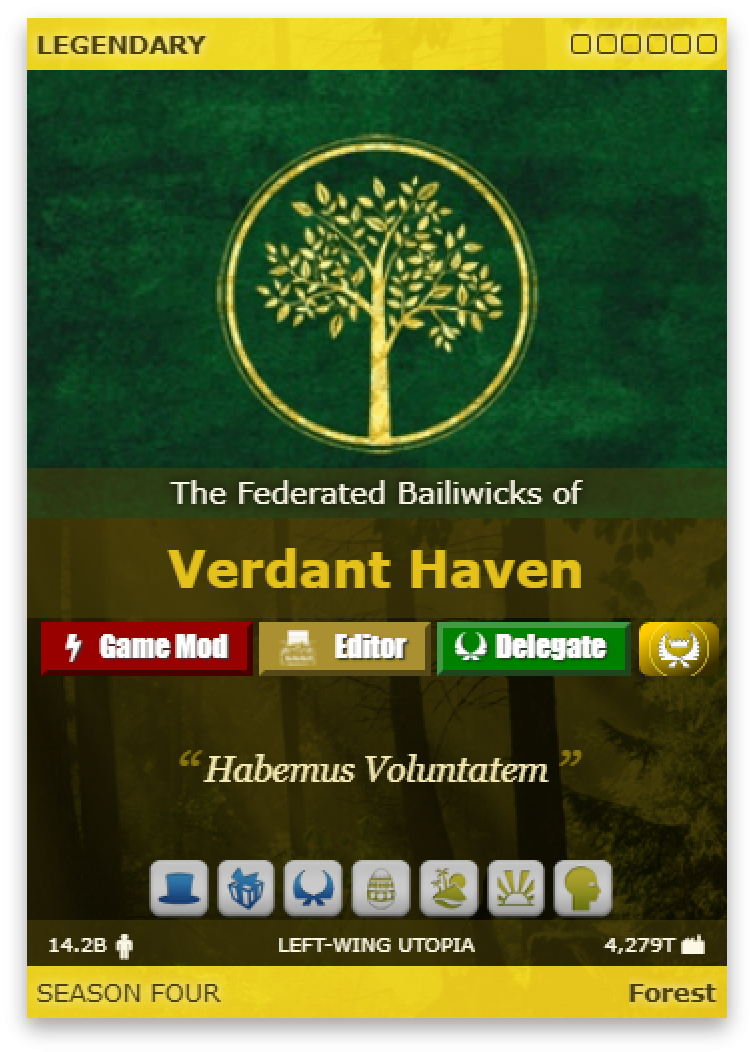 LEGENDARY
The Federated Bailiwicks of
Verdant Haven
Game Mod Editor Delegate
“Habemus Voluntatem”
14.2B LEFT-WING UTOPIA 4,279T
SEASON FOUR Forest